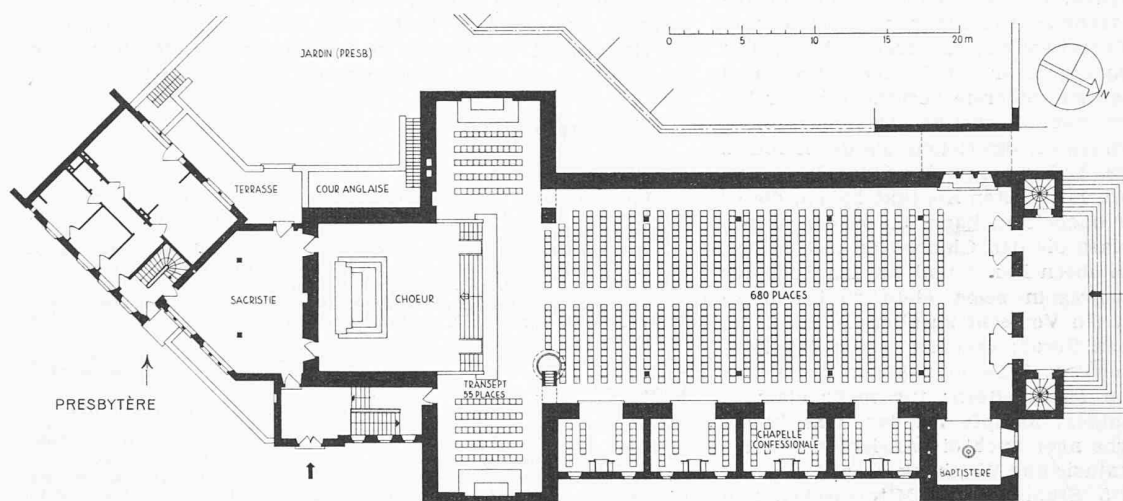 JARDIN (PRESB)
0 5 10 15 20 m
N
TERRASSE
COUR ANGLAISE
SACRISTIE
CHOEUR
680 PLACES
PRESBYTÈRE
TRANSEPT
55 PLACES
CHAPELLE
CONFESSIONALE
BAPTISTERE